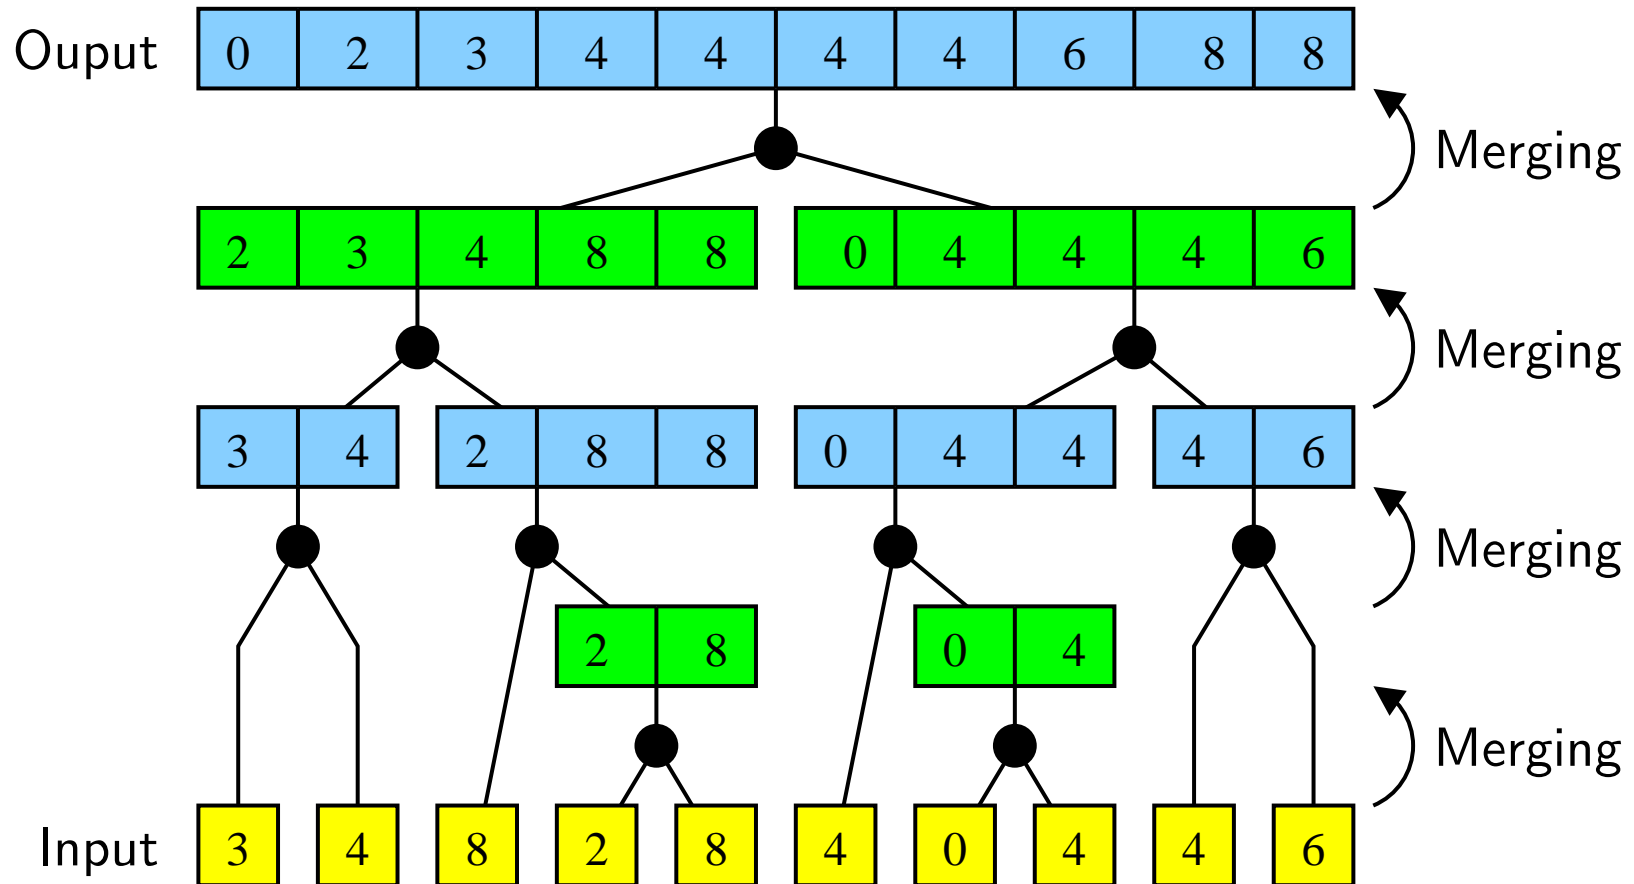 Ouput 0 2 3 4 4 4 4 6 8 8
Merging
2 3 4 8 8 0 4 4 4 6
Merging
3 4 2 8 8 0 4 4 4 6
Merging
2 8 0 4
Merging
Input 3 4 8 2 8 4 0 4 4 6